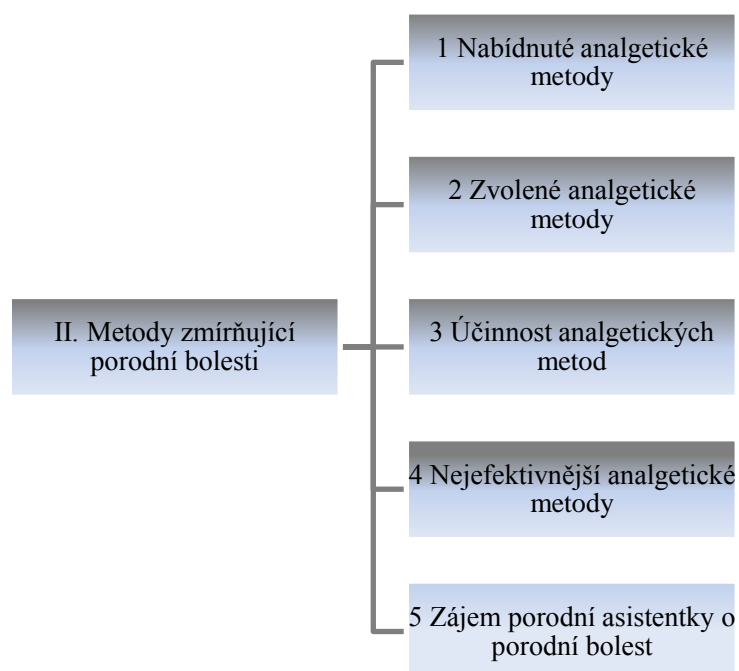 1 Nabídnuté analgetické
metody
2 Zvolené analgetické
metody
II. Metody zmírňující
porodní bolesti
3 Účinnost analgetických
metod
4 Nejefektivnější analgetické
metody
5 Zájem porodní asistentky o
porodní bolest